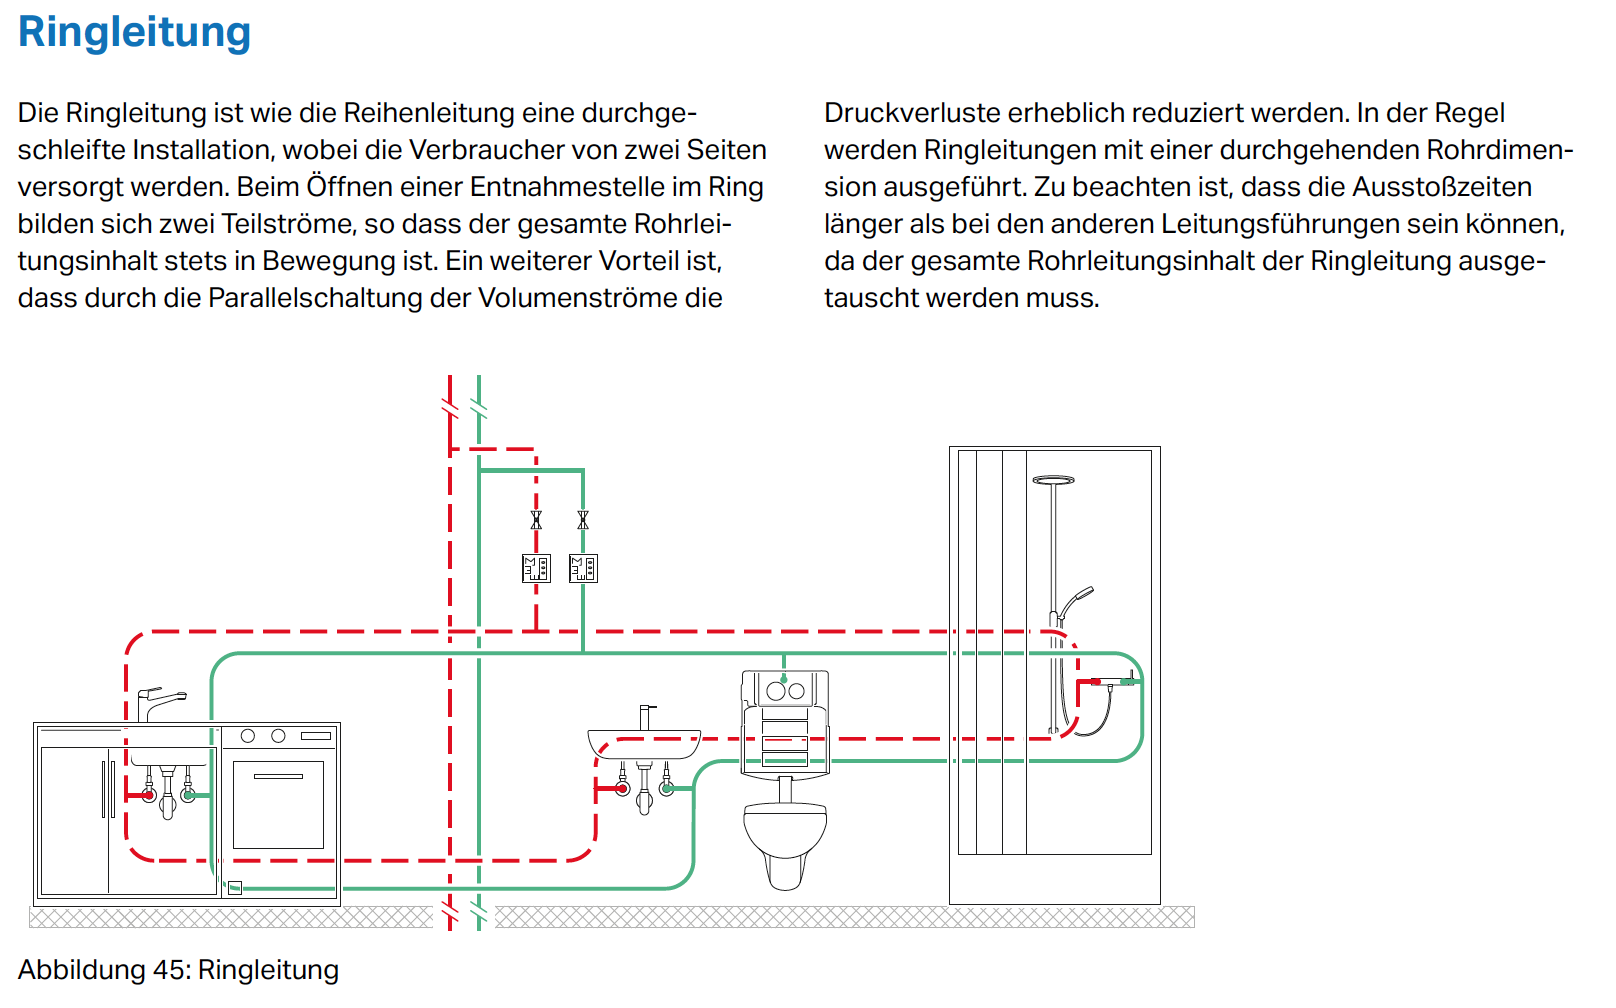 Ringleitung
Die Ringleitung ist wie die Reihenleitung eine durchge-
schleifte Installation, wobei die Verbraucher von zwei Seiten
versorgt werden. Beim Öffnen einer Entnahmestelle im Ring
bilden sich zwei Teilströme, so dass der gesamte Rohrlei-
tungsinhalt stets in Bewegung ist. Ein weiterer Vorteil ist,
dass durch die Parallelschaltung der Volumenströme die
Druckverluste erheblich reduziert werden. In der Regel
werden Ringleitungen mit einer durchgehenden Rohrdimen-
sion ausgeführt. Zu beachten ist, dass die Ausstoßzeiten
länger als bei den anderen Leitungsführungen sein können,
da der gesamte Rohrleitungsinhalt der Ringleitung ausge-
tauscht werden muss.
Abbildung 45: Ringleitung